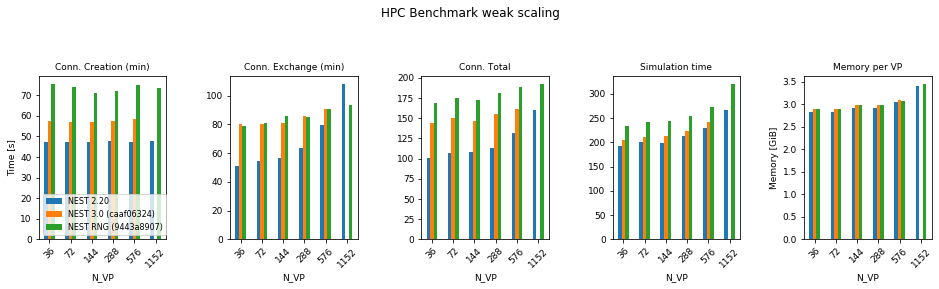 HPC Benchmark weak scaling
Conn. Creation (min)
Time [s]
70
60
50
40
30
20
10
0
NEST 2.20
NEST 3.0 (caaf06324)
NEST RNG (9443a8907)
36 72 144 288 576 1152
N_VP
Conn. Exchange (min)
100
80
60
40
20
0
36 72 144 288 576 1152
N_VP
Conn. Total
200
175
150
125
100
75
50
25
0
36 72 144 288 576 1152
N_VP
Simulation time
300
250
200
150
100
50
0
36 72 144 288 576 1152
N_VP
Memory per VP
Memory [GiB]
3.5
3.0
2.5
2.0
1.5
1.0
0.5
0.0
36 72 144 288 576 1152
N_VP